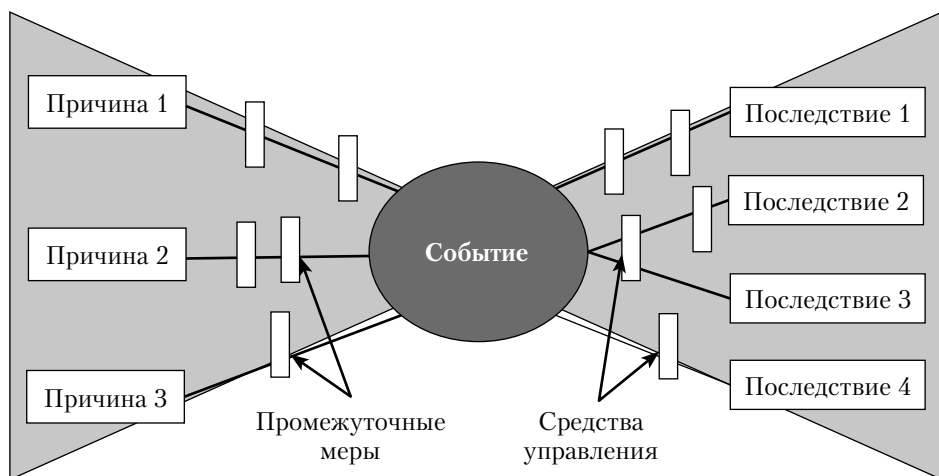 Причина 1
Причина 2
Причина 3
Событие
Последствие 1
Последствие 2
Последствие 3
Последствие 4
Промежуточные
меры
Средства
управления